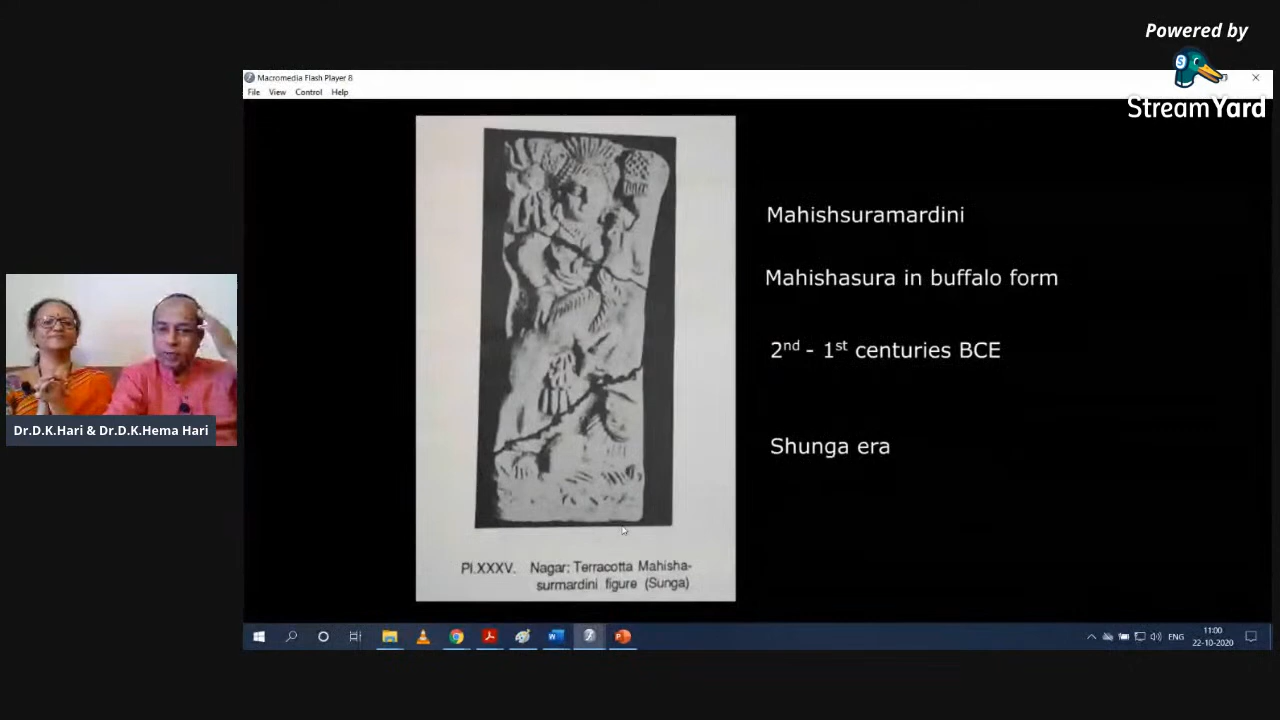 Powered by
StreamYard
Macromedia Flash Player 8
File View Control Help
Mahishsuramardini
Mahishasura in buffalo form
2nd - 1st centuries BCE
Shunga era
Pl.XXXV. Nagar: Terracotta Mahisha-
surmardini figure (Sunga)
Dr.D.K.Hari & Dr.D.K.Hema Hari
ENG
11:00
22-10-2020